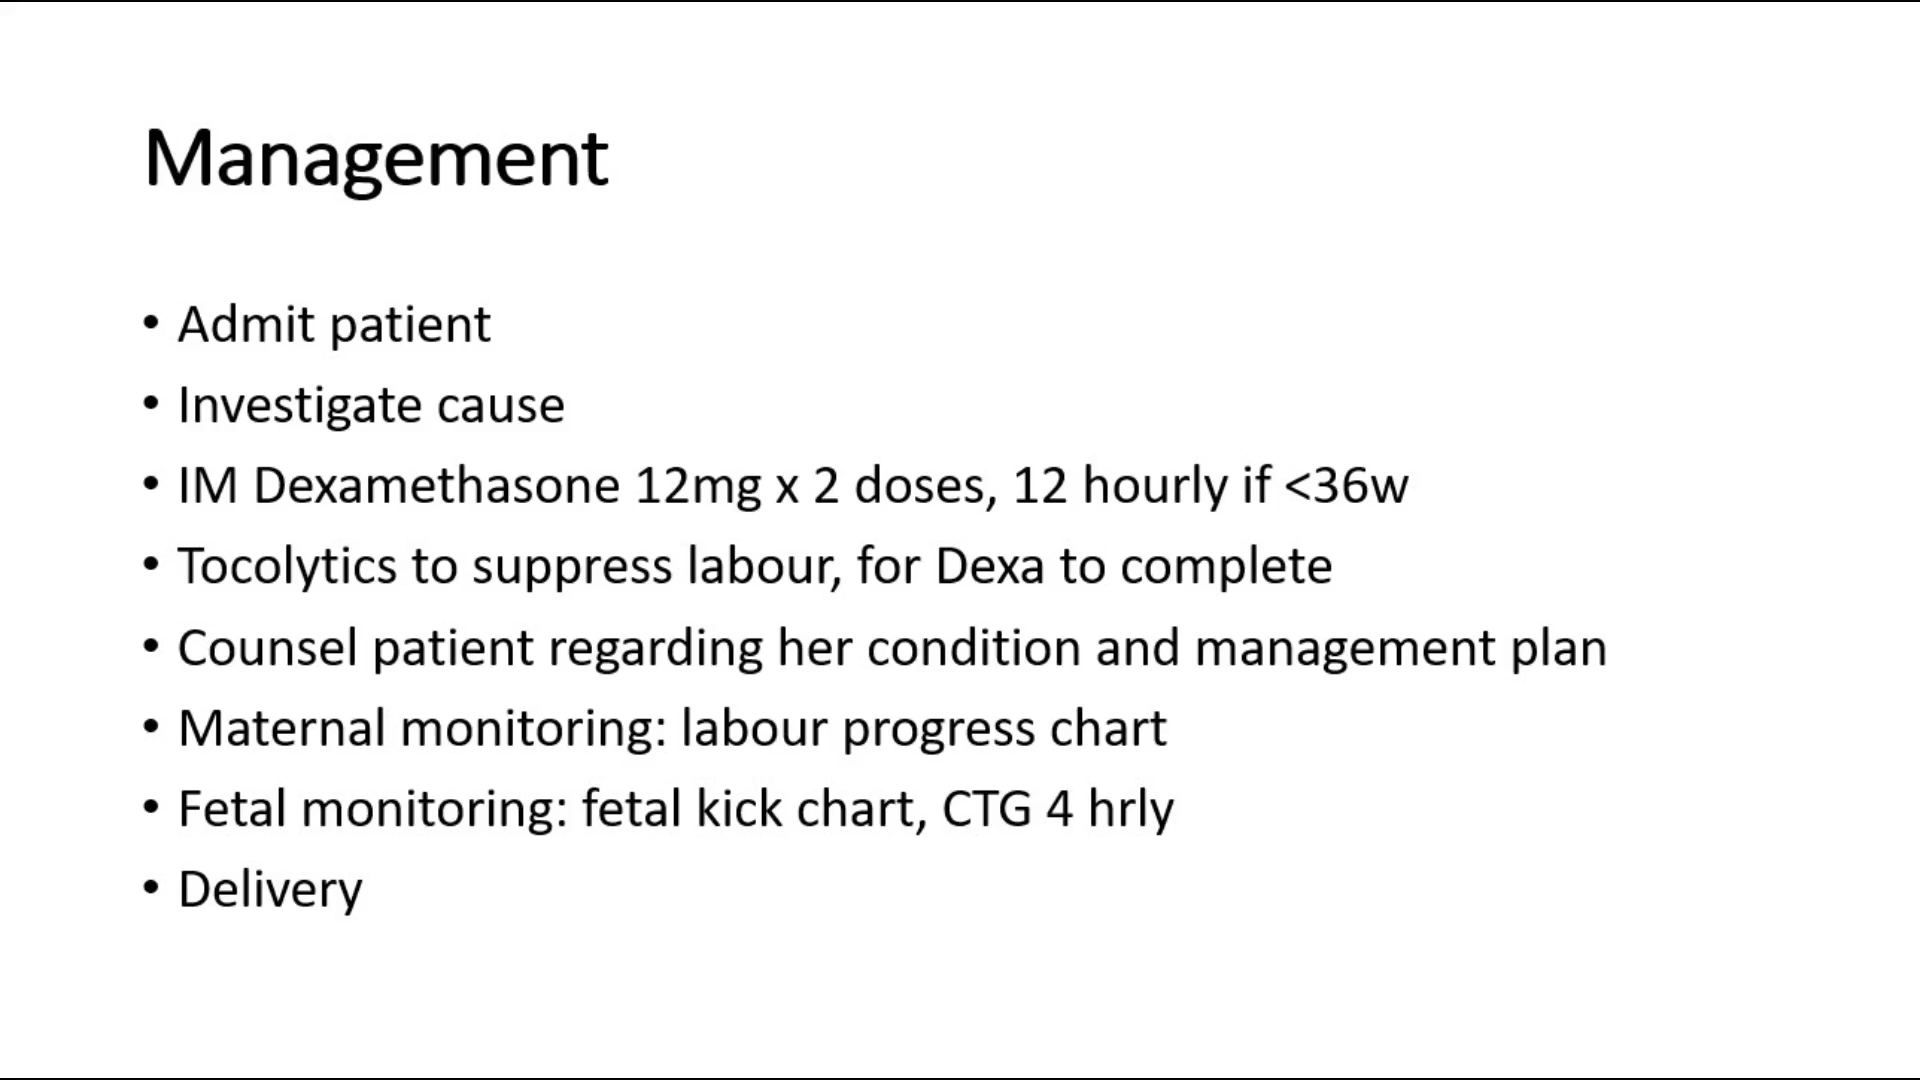 Management
• Admit patient
• Investigate cause
• IM Dexamethasone 12mg x 2 doses, 12 hourly if <36w
• Tocolytics to suppress labour, for Dexa to complete
• Counsel patient regarding her condition and management plan
• Maternal monitoring: labour progress chart
• Fetal monitoring: fetal kick chart, CTG 4 hrly
• Delivery